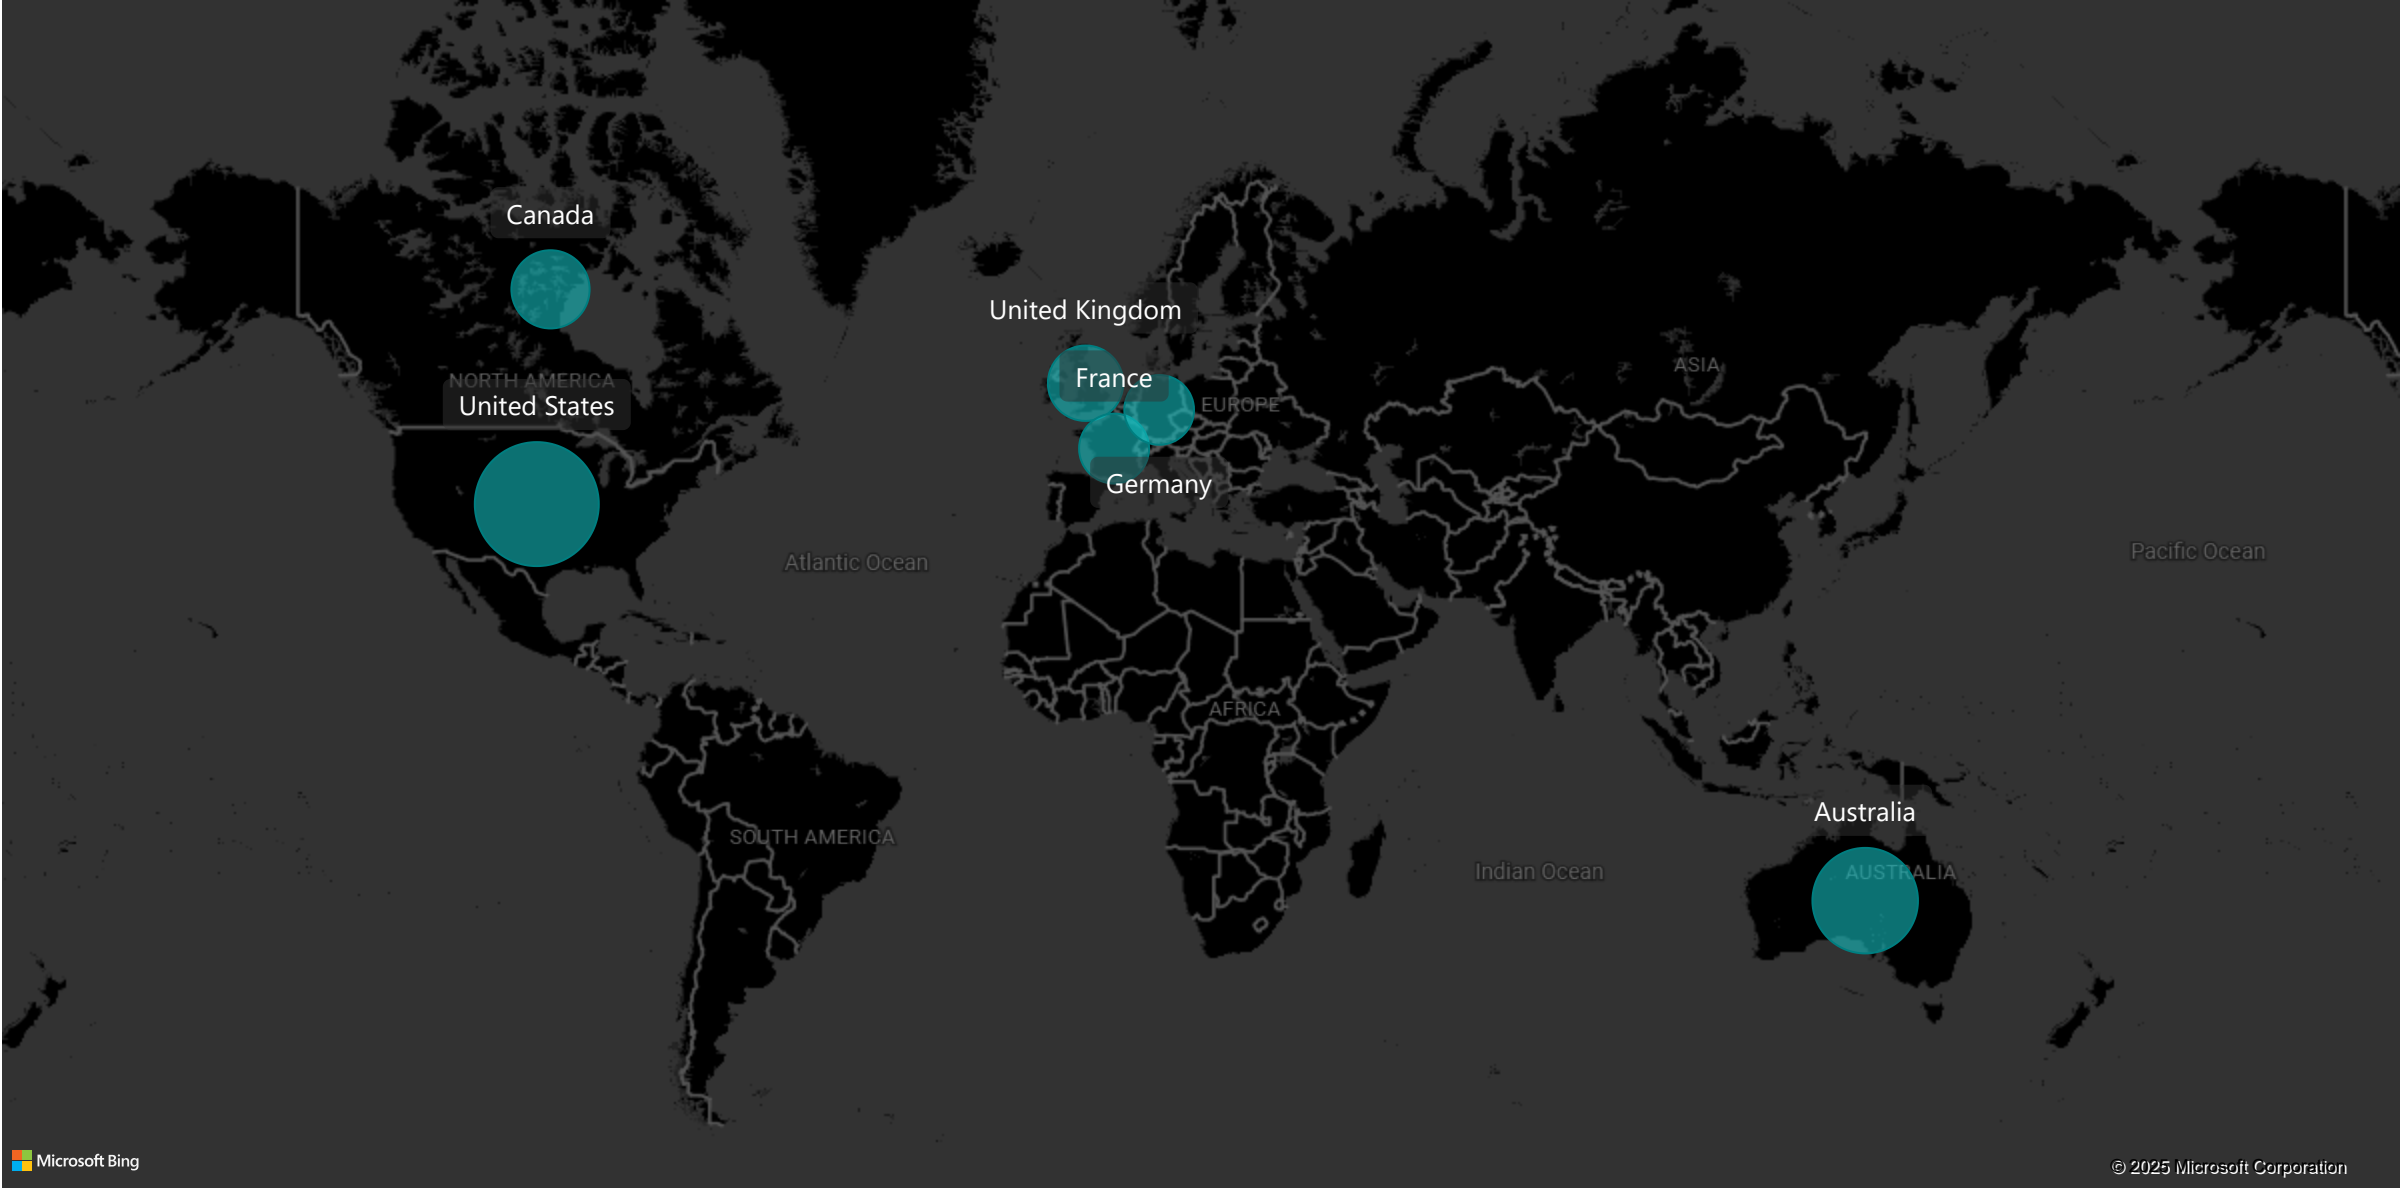 Canada
United Kingdom
ASIA
NORTH AMERICA
France
EUROPE
United States
Germany
Atlantic Ocean
Pacific Ocean
AFRICA
Australia
SOUTH AMERICA
Indian Ocean
AUSTRALIA
Microsoft Bing
© 2025 Microsoft Corporation